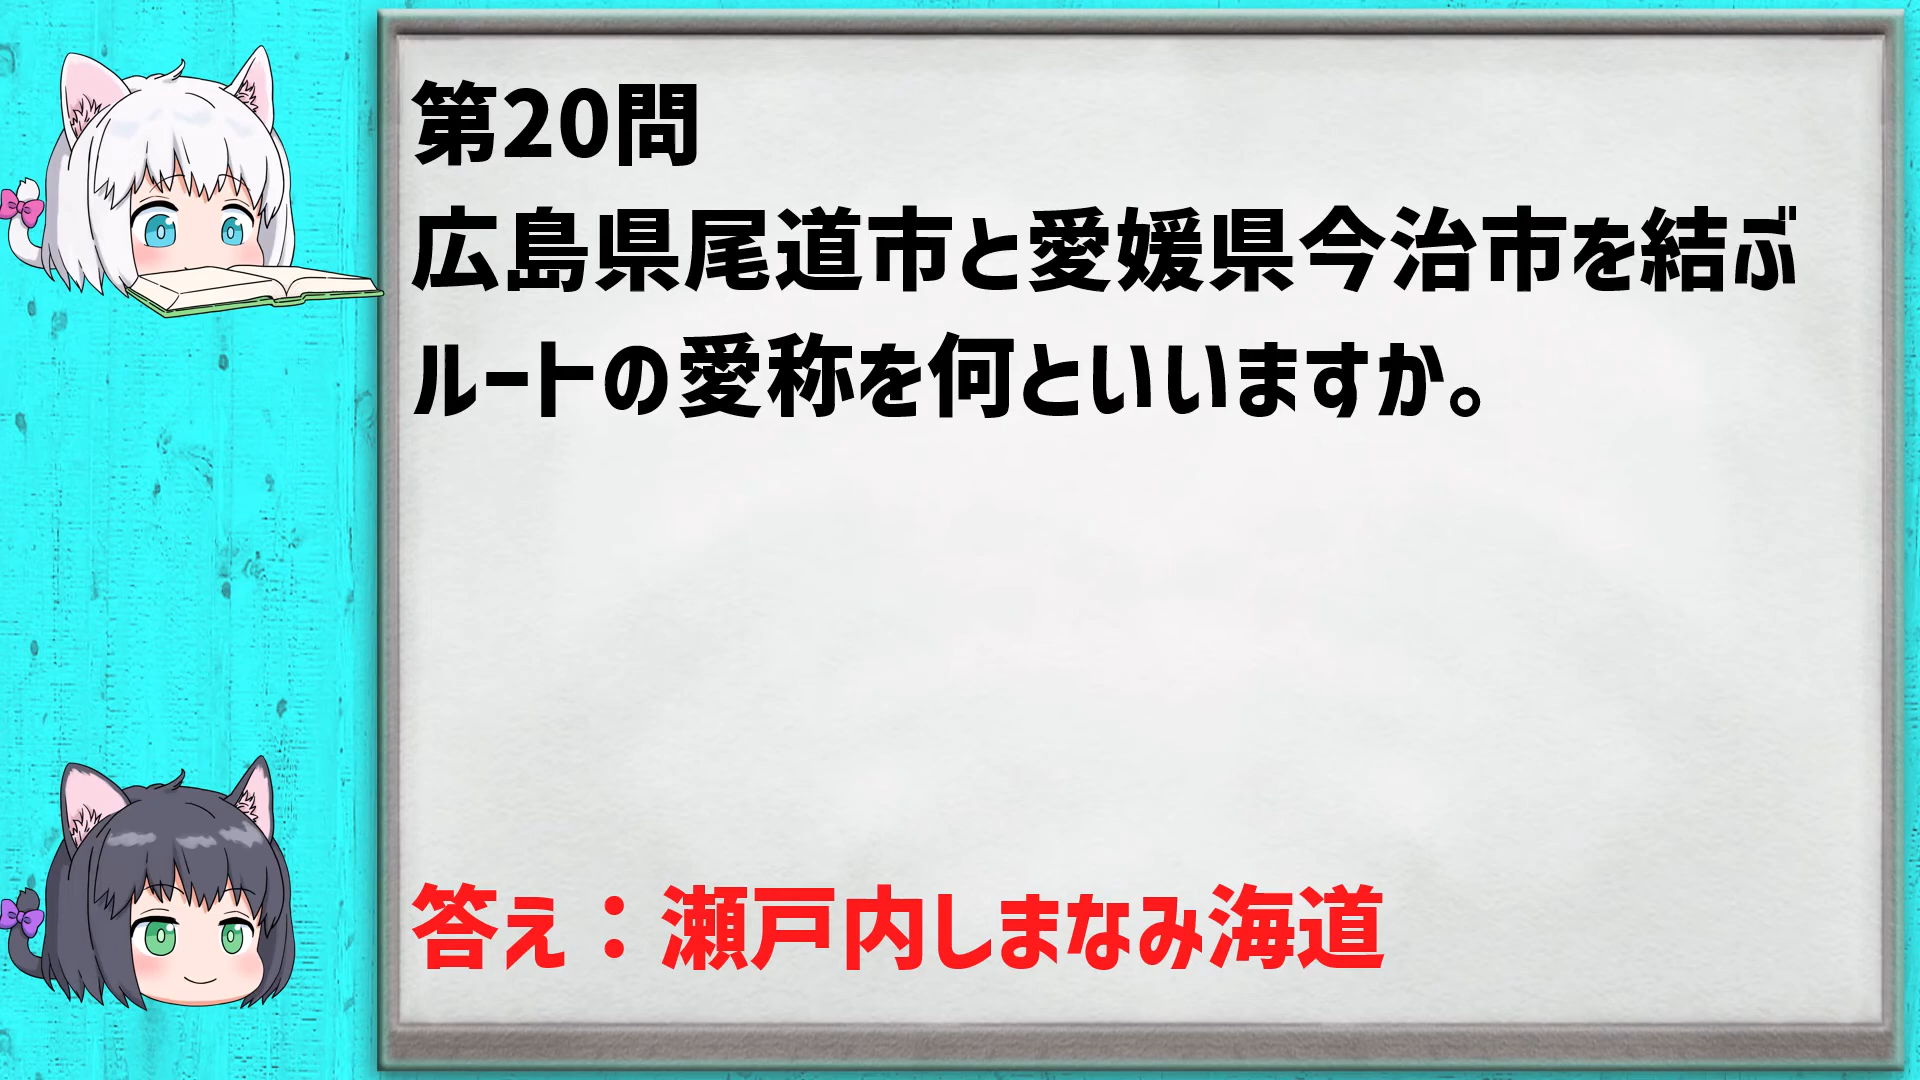 第20問
広島県尾道市と愛媛県今治市を結ぶ
ルートの愛称を何といいますか。
答え：瀬戸内しまなみ海道